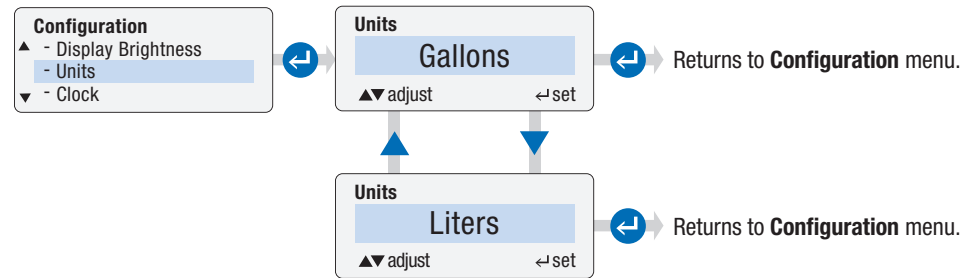 Configuration
- Display Brightness
- Units
- Clock
Units
Gallons
▲▼ adjust
↵ set
Returns to Configuration menu.
Units
Liters
▲▼ adjust
↵ set
Returns to Configuration menu.